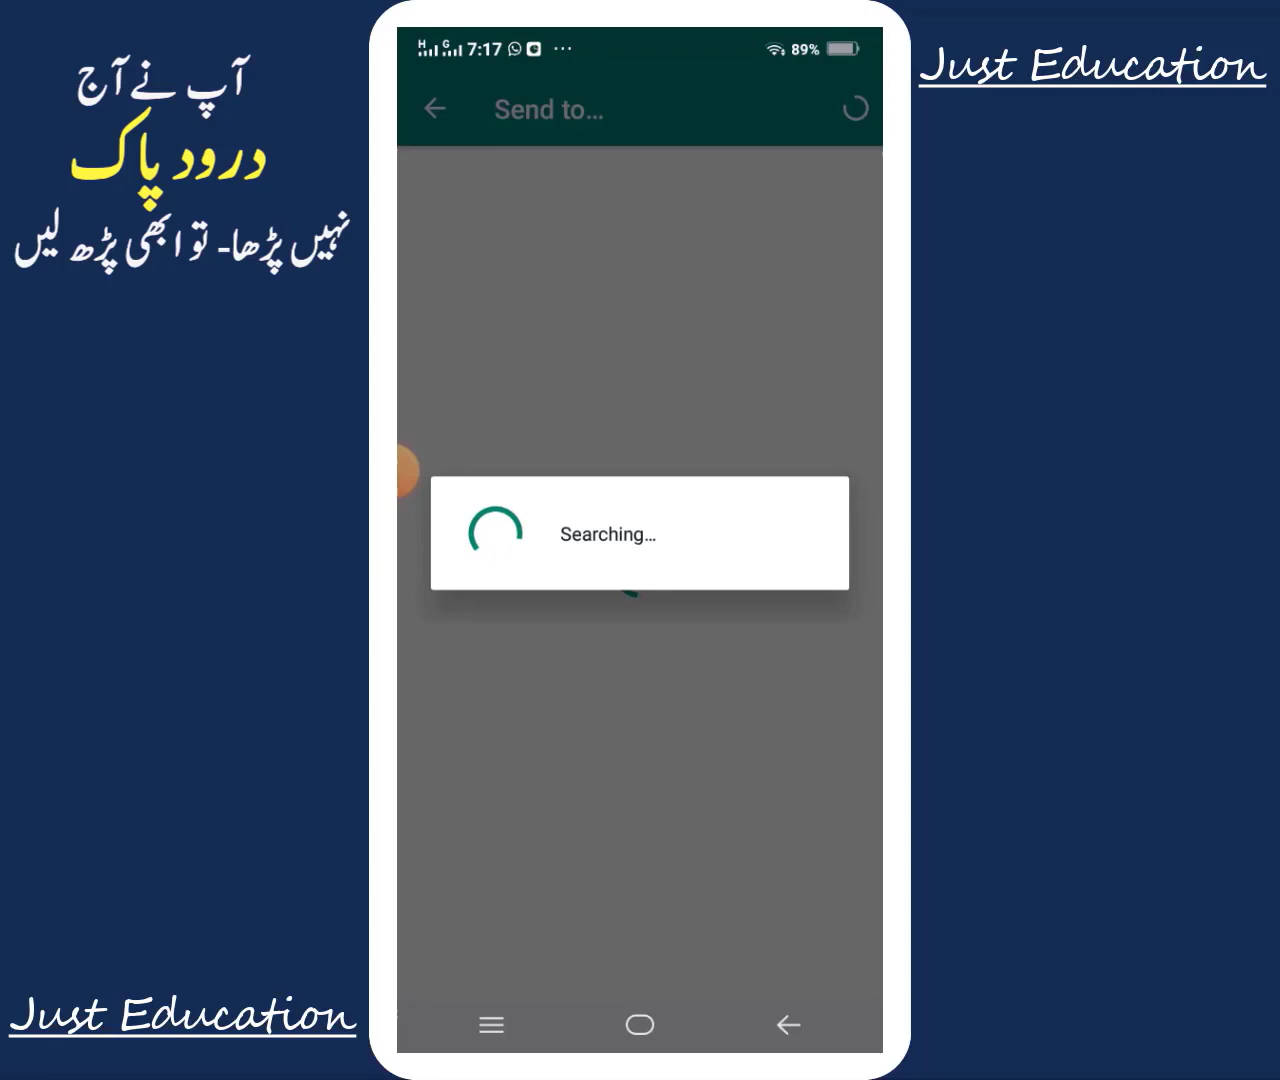 آپ نے آج
درود پاک
نہیں پڑھا۔ تو ابھی پڑھ لیں
Just Education
7:17
89%
Send to...
Searching...
Just Education